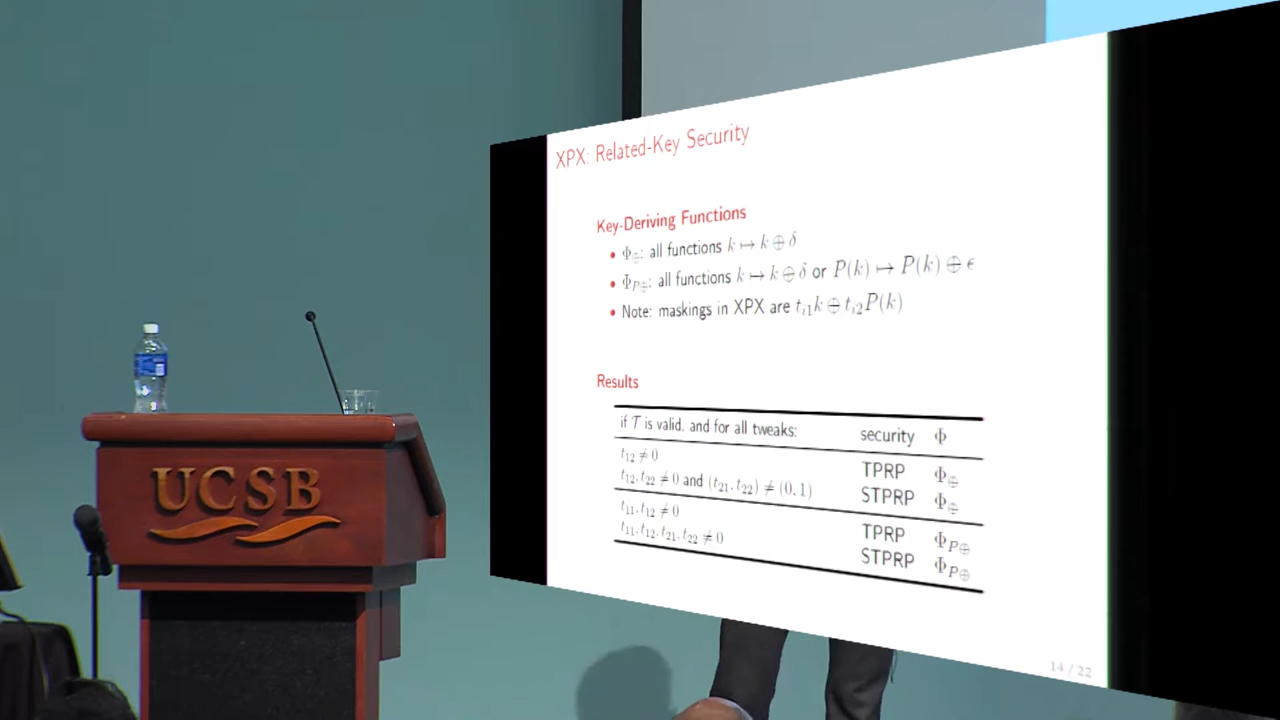 XPX: Related-Key Security
Key-Deriving Functions
• Φ⊕: all functions k ↦ k ⊕ δ
• ΦP⊕: all functions k ↦ k ⊕ δ or P(k) ↦ P(k) ⊕ ϵ
• Note: maskings in XPX are ti1k ⊕ ti2P(k)
Results
if 𝒯 is valid, and for all tweaks: security Φ
t12 ≠ 0 TPRP Φ⊕
t12, t22 ≠ 0 and (t21, t22) ≠ (0, 1) STPRP Φ⊕
t11, t12 ≠ 0 TPRP ΦP⊕
t11, t12, t21, t22 ≠ 0 STPRP ΦP⊕
14 / 22
UCSB